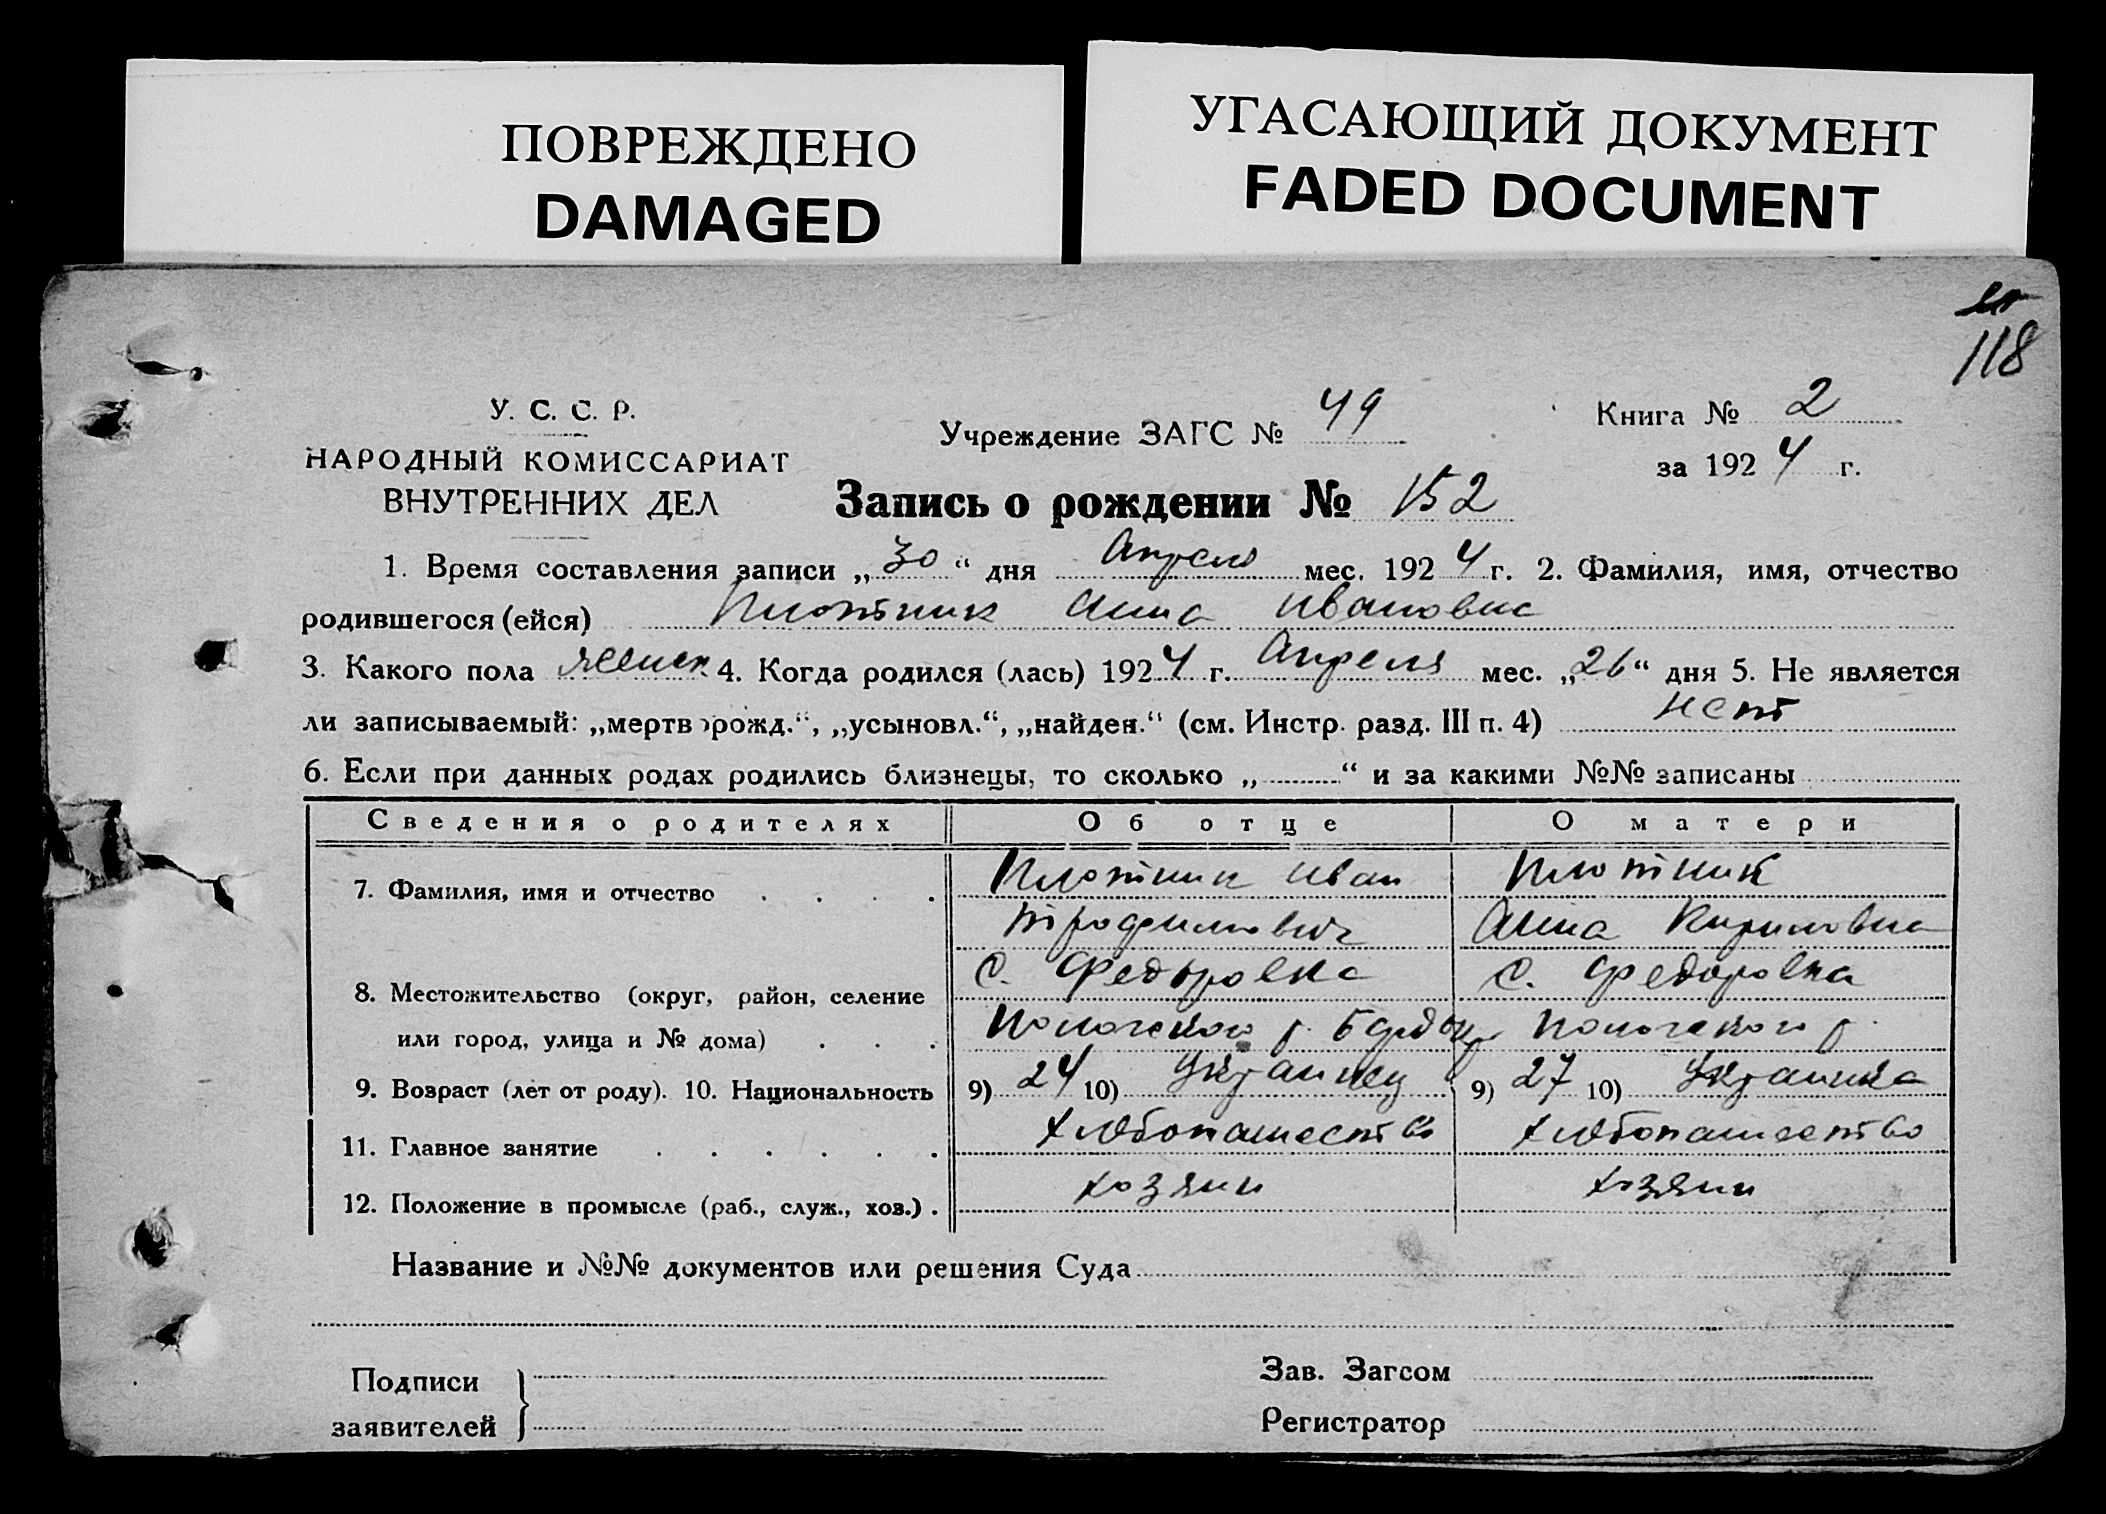 ПОВРЕЖДЕНО
DAMAGED
УГАСАЮЩИЙ ДОКУМЕНТ
FADED DOCUMENT
118
У. С. С. Р.
НАРОДНЫЙ КОМИССАРИАТ
ВНУТРЕННИХ ДЕЛ
Учреждение ЗАГС № 49
Книга № 2
за 1924 г.
Запись о рождении № 152
1. Время составления записи „30“ дня Апреля мес. 1924 г. 2. Фамилия, имя, отчество
родившегося (ейся) Плотник Анна Ивановна
3. Какого пола женск 4. Когда родился (лась) 1924 г. Апреля мес. „26“ дня 5. Не является
ли записываемый: „мертворожд.“, „усыновл.“, „найден.“ (см. Инстр. разд. III п. 4) нет
6. Если при данных родах родились близнецы, то сколько „ “ и за какими №№ записаны
Сведения о родителях Об отце О матери
7. Фамилия, имя и отчество Плотник Иван Плотник
Трофимович Анна Кириловна
8. Местожительство (округ, район, селение с. Федоровка с. Федоровка
или город, улица и № дома) Пологского р. Пологского р.
9. Возраст (лет от роду). 10. Национальность 9) 24 10) Украинец 9) 27 10) Украинка
11. Главное занятие хлебопашество хлебопашество
12. Положение в промысле (раб., служ., хоз.) хозяин хозяин
Название и №№ документов или решения Суда
Подписи
заявителей
Зав. Загсом
Регистратор